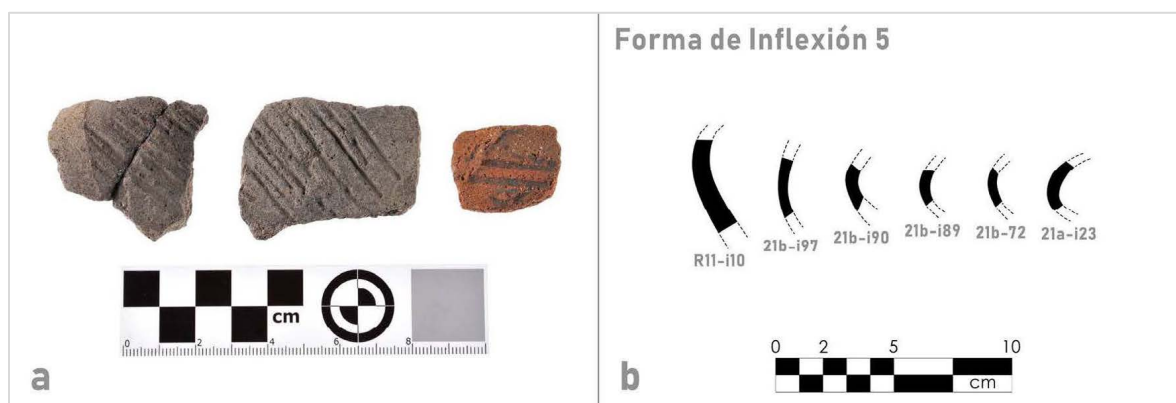 cm
0 2 4 6 8
a
Forma de Inflexión 5
R11-i10 21b-i97 21b-i90 21b-i89 21b-72 21a-i23
0 2 5 10
cm
b